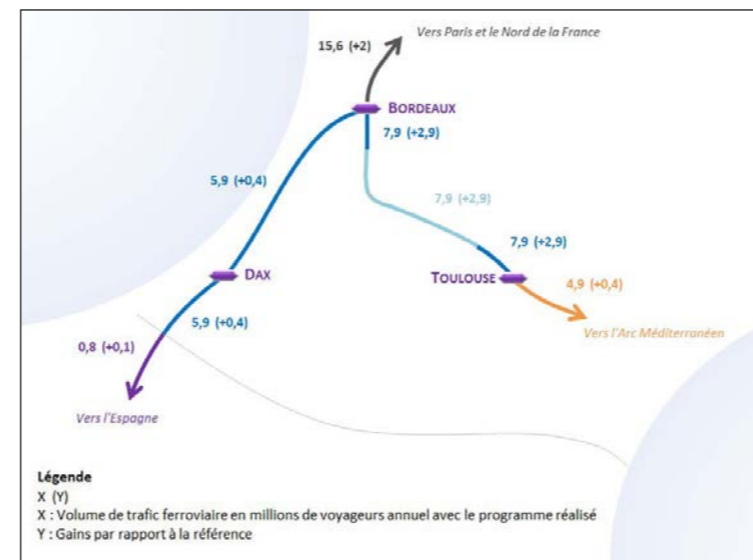 Vers Paris et le Nord de la France
15,6 (+2)
BORDEAUX
7,9 (+2,9)
5,9 (+0,4)
7,9 (+2,9)
7,9 (+2,9)
DAX
TOULOUSE
4,9 (+0,4)
5,9 (+0,4)
Vers l'Arc Méditerranéen
0,8 (+0,1)
Vers l'Espagne
Légende
X (Y)
X : Volume de trafic ferroviaire en millions de voyageurs annuel avec le programme réalisé
Y : Gains par rapport à la référence